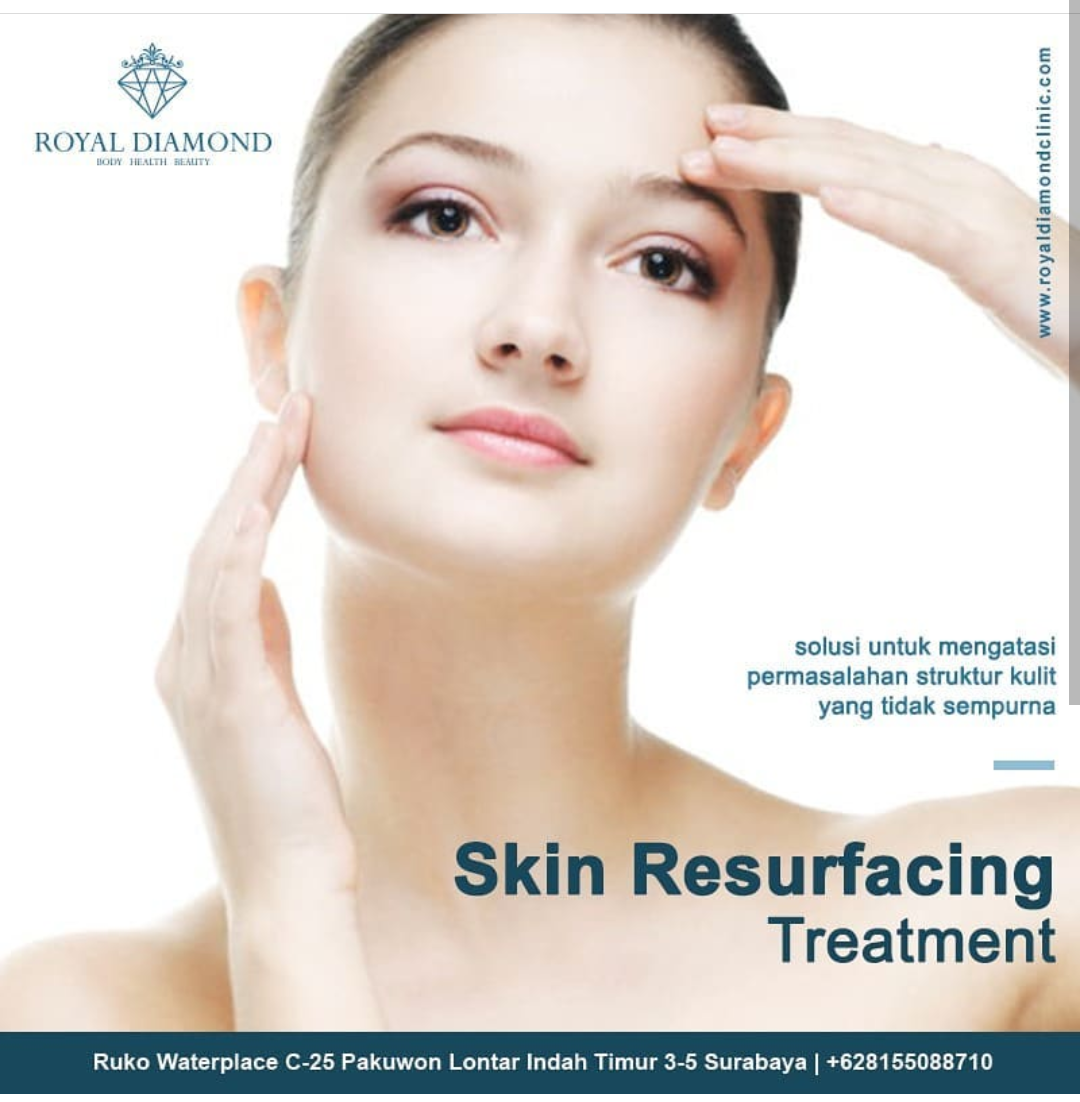 ROYAL DIAMOND
BODY HEALTH BEAUTY
www.royaldiamondclinic.com
solusi untuk mengatasi
permasalahan struktur kulit
yang tidak sempurna
Skin Resurfacing
Treatment
Ruko Waterplace C-25 Pakuwon Lontar Indah Timur 3-5 Surabaya | +628155088710